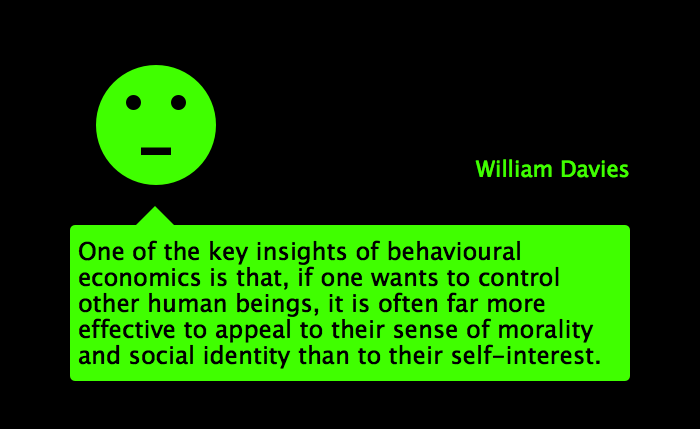 William Davies
One of the key insights of behavioural
economics is that, if one wants to control
other human beings, it is often far more
effective to appeal to their sense of morality
and social identity than to their self-interest.